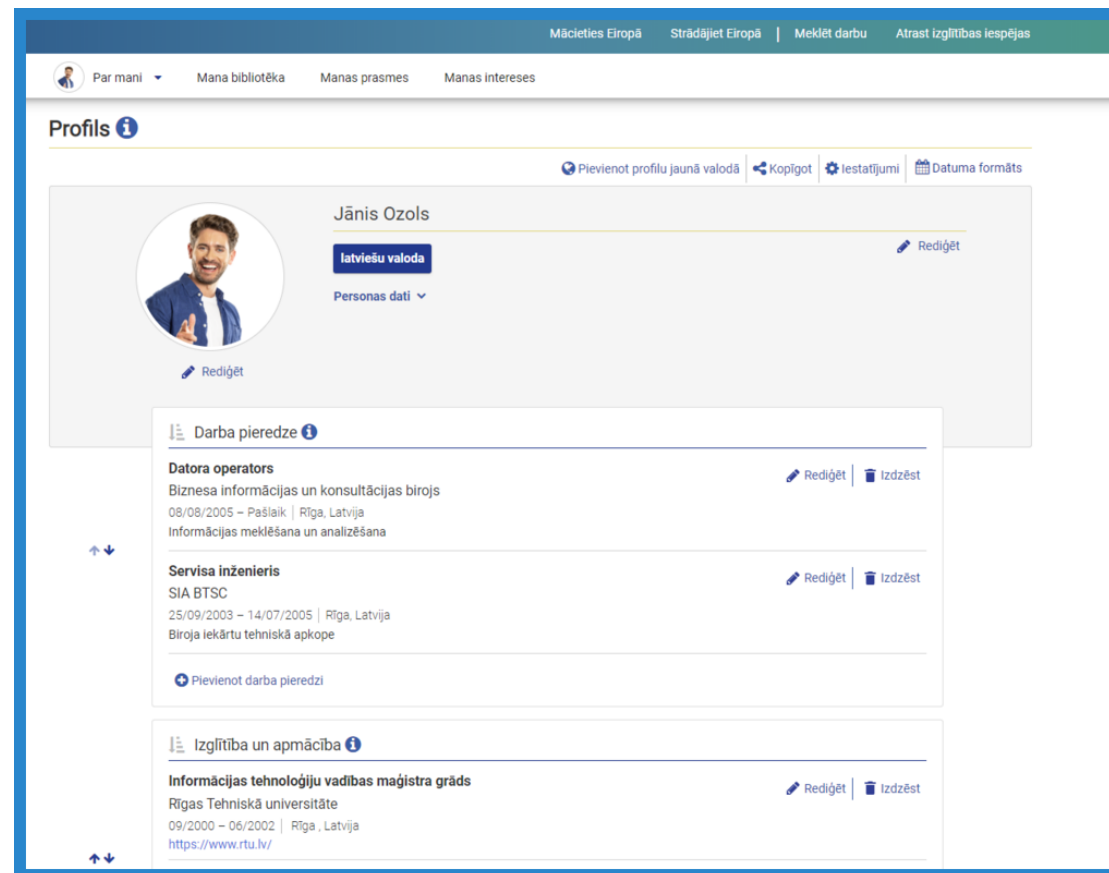 Mācieties Eiropā Strādājiet Eiropā Meklēt darbu Atrast izglītības iespējas
Par mani Mana bibliotēka Manas prasmes Manas intereses
Profils
Pievienot profilu jaunā valodā Kopīgot Iestatījumi Datuma formāts
Jānis Ozols
Rediģēt
latviešu valoda
Personas dati
Rediģēt
Darba pieredze
Datora operators
Rediģēt Izdzēst
Biznesa informācijas un konsultācijas birojs
08/08/2005 – Pašlaik Rīga, Latvija
Informācijas meklēšana un analizēšana
Servisa inženieris
Rediģēt Izdzēst
SIA BTSC
25/09/2003 – 14/07/2005 Rīga, Latvija
Biroja iekārtu tehniskā apkope
Pievienot darba pieredzi
Izglītība un apmācība
Informācijas tehnoloģiju vadības maģistra grāds
Rediģēt Izdzēst
Rīgas Tehniskā universitāte
09/2000 – 06/2002 Rīga , Latvija
https://www.rtu.lv/